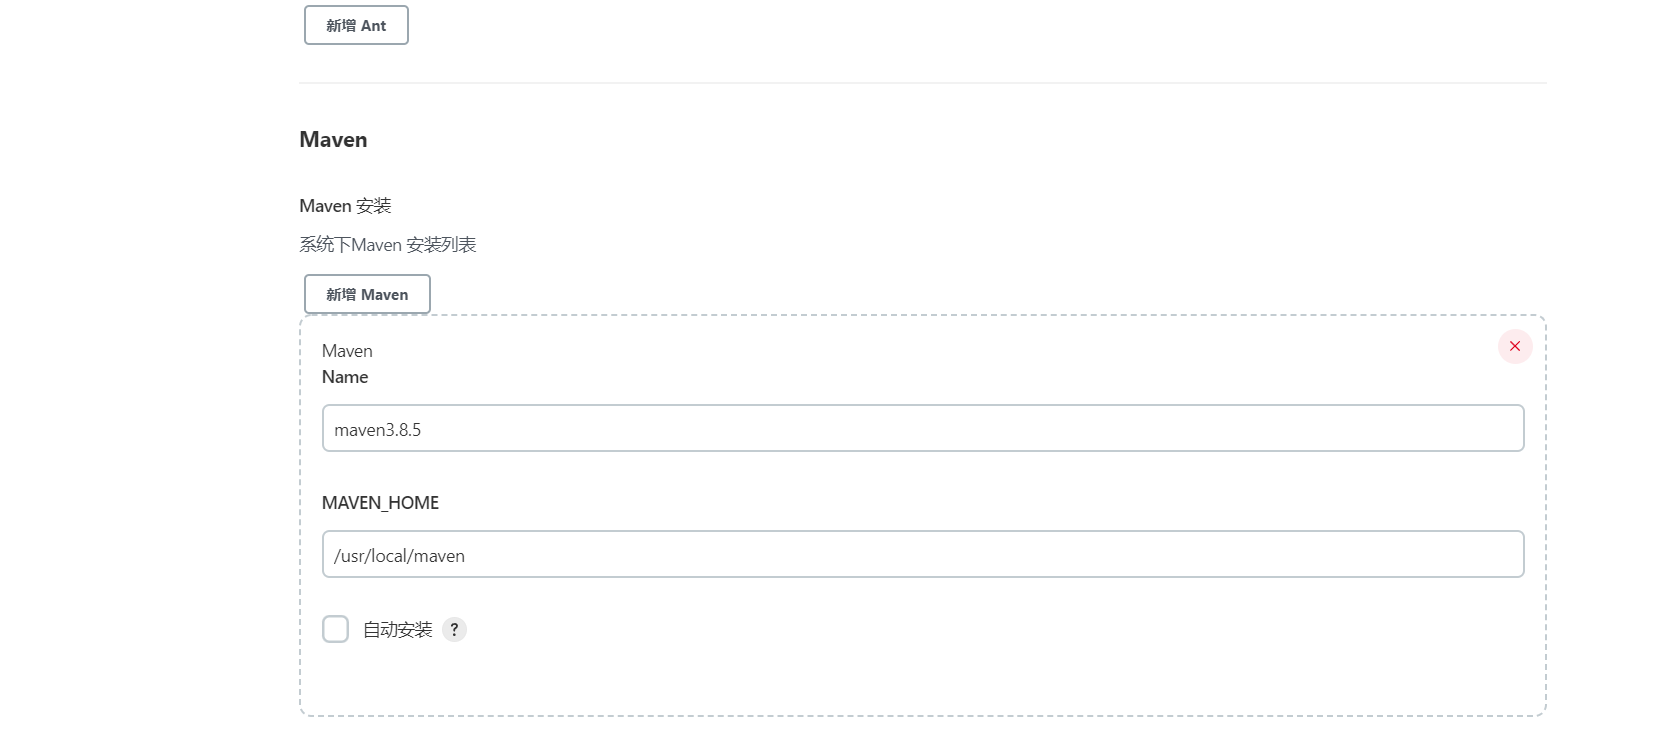 新增 Ant
Maven
Maven 安装
系统下Maven 安装列表
新增 Maven
Maven
Name
maven3.8.5
MAVEN_HOME
/usr/local/maven
自动安装 ?